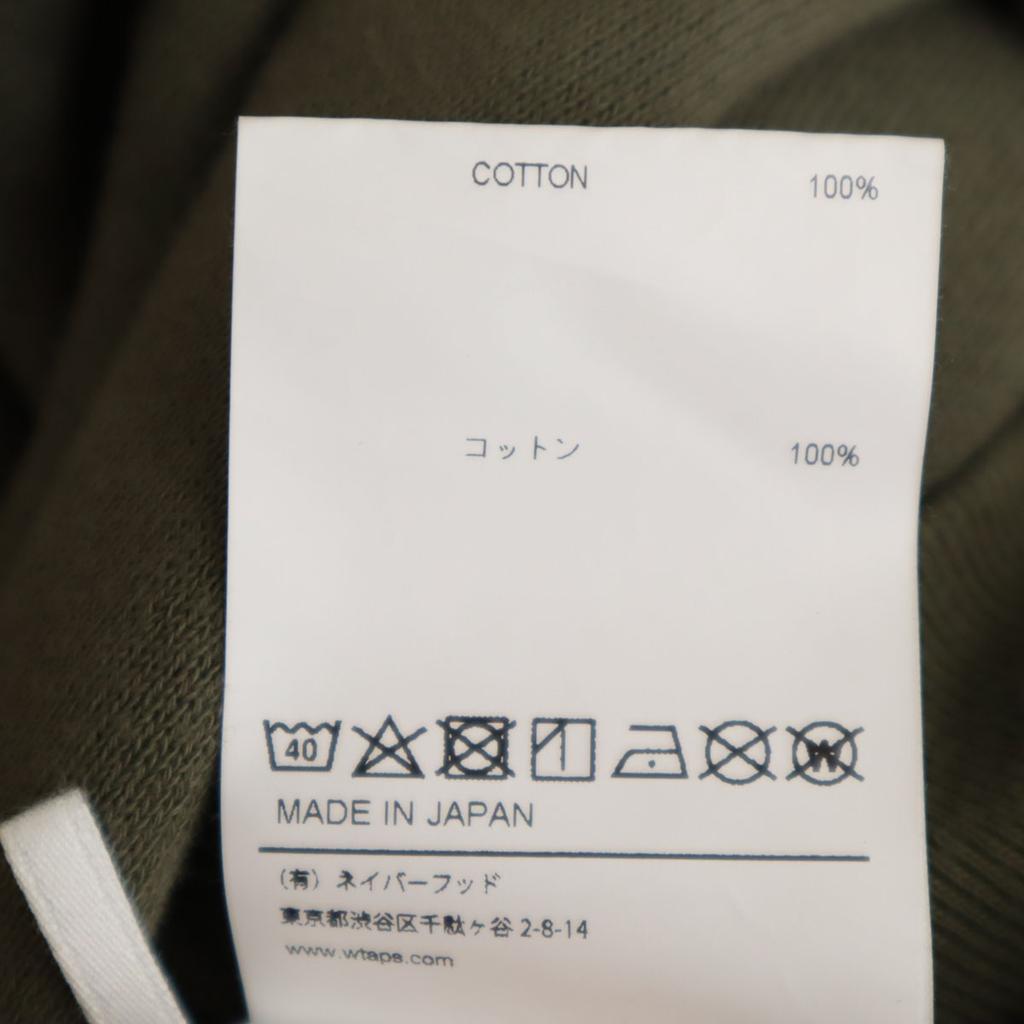 COTTON 100%
コットン 100%
40
W
MADE IN JAPAN
(有) ネイバーフッド
東京都渋谷区千駄ヶ谷 2-8-14
www.wtaps.com